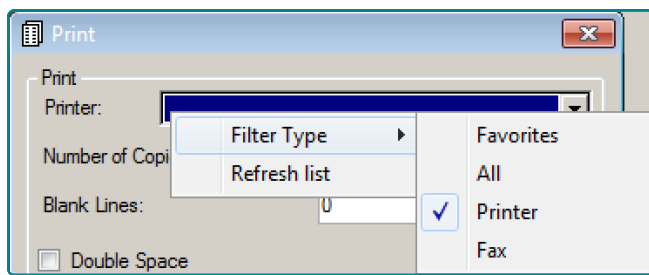 Print
Print
Printer:
Filter Type
Favorites
Number of Copi
Refresh list
All
Blank Lines:
0
Printer
Double Space
Fax